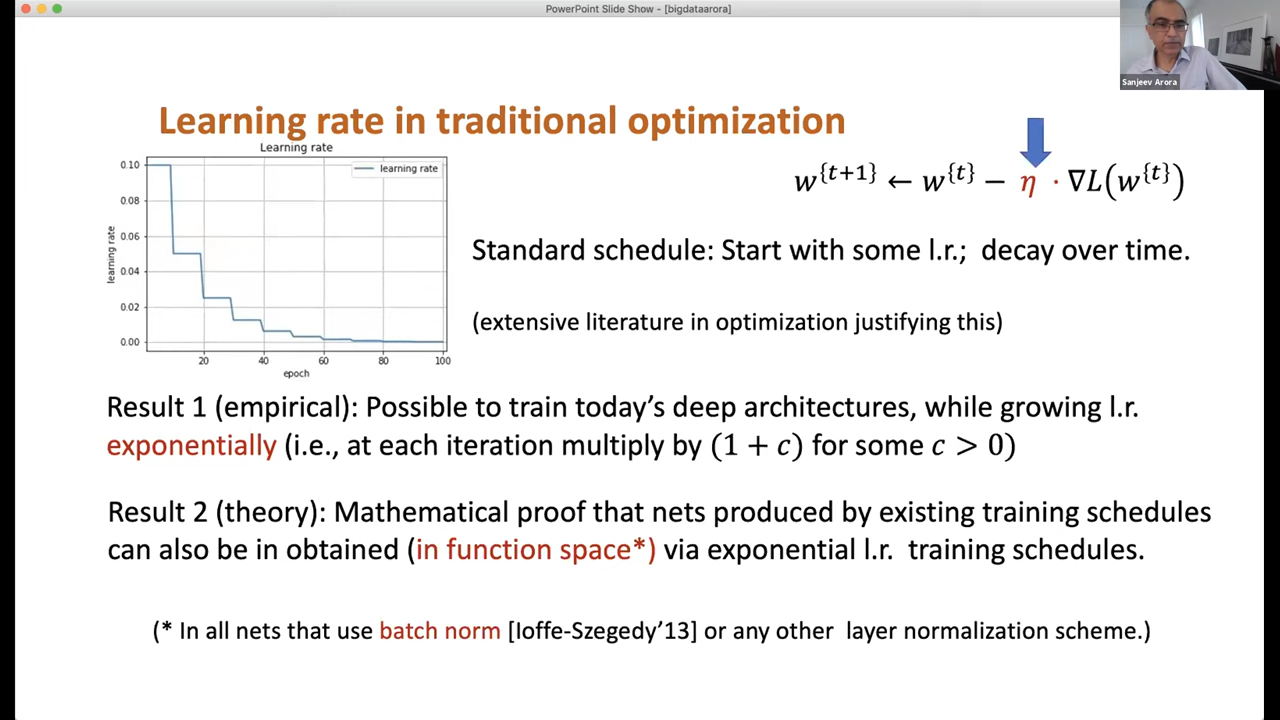 PowerPoint Slide Show - [bigdataarora]
Sanjeev Arora
Learning rate in traditional optimization
Learning rate
learning rate
0.10
0.08
0.06
0.04
0.02
0.00
learning rate
20 40 60 80 100
epoch
w^{t+1} ← w^{t} − η · ∇L(w^{t})
Standard schedule: Start with some l.r.; decay over time.
(extensive literature in optimization justifying this)
Result 1 (empirical): Possible to train today’s deep architectures, while growing l.r.
exponentially (i.e., at each iteration multiply by (1 + c) for some c > 0)
Result 2 (theory): Mathematical proof that nets produced by existing training schedules
can also be in obtained (in function space*) via exponential l.r. training schedules.
(* In all nets that use batch norm [Ioffe-Szegedy’13] or any other layer normalization scheme.)